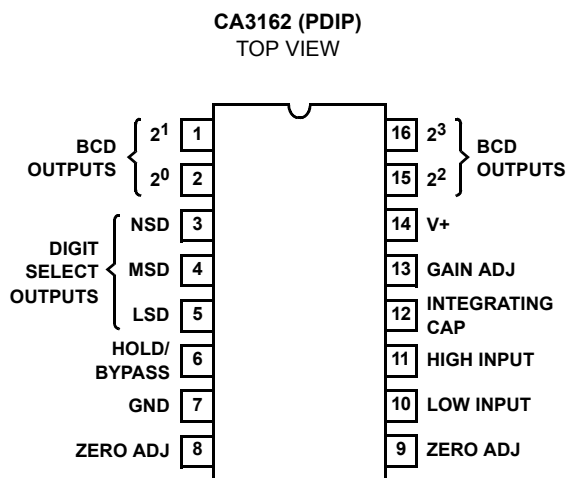 CA3162 (PDIP)
TOP VIEW
BCD
OUTPUTS
2¹ 1
2⁰ 2
DIGIT
SELECT
OUTPUTS
NSD 3
MSD 4
LSD 5
HOLD/
BYPASS 6
GND 7
ZERO ADJ 8
16 2³
15 2²
BCD
OUTPUTS
14 V+
13 GAIN ADJ
12 INTEGRATING
CAP
11 HIGH INPUT
10 LOW INPUT
9 ZERO ADJ